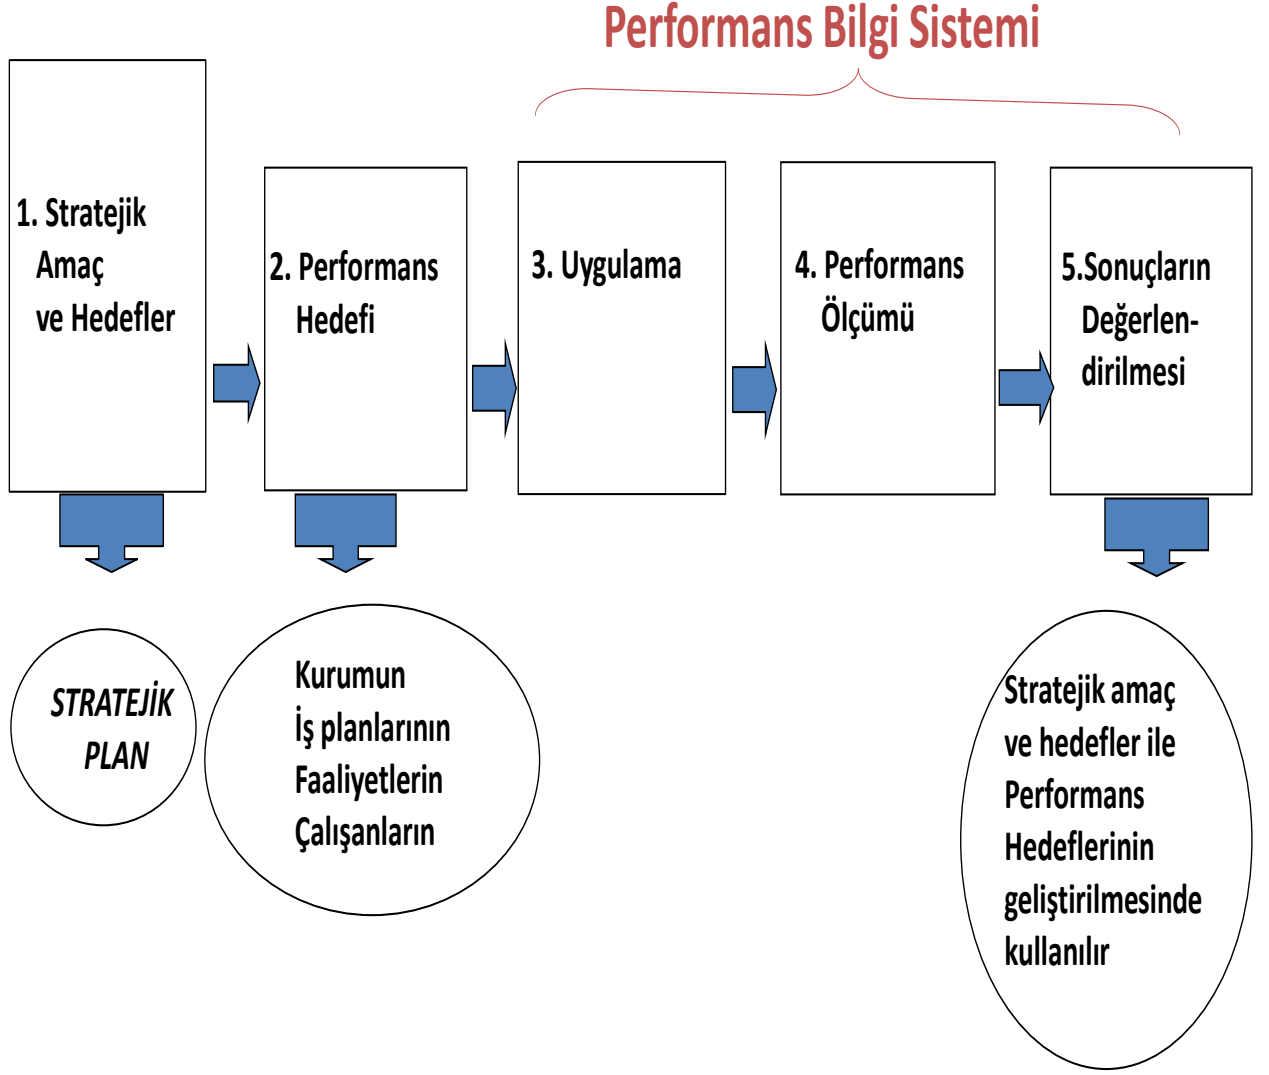 Performans Bilgi Sistemi
1. Stratejik
Amaç
ve Hedefler
2. Performans
Hedefi
3. Uygulama
4. Performans
Ölçümü
5.Sonuçların
Değerlen-
dirilmesi
STRATEJİK
PLAN
Kurumun
İş planlarının
Faaliyetlerin
Çalışanların
Stratejik amaç
ve hedefler ile
Performans
Hedeflerinin
geliştirilmesinde
kullanılır